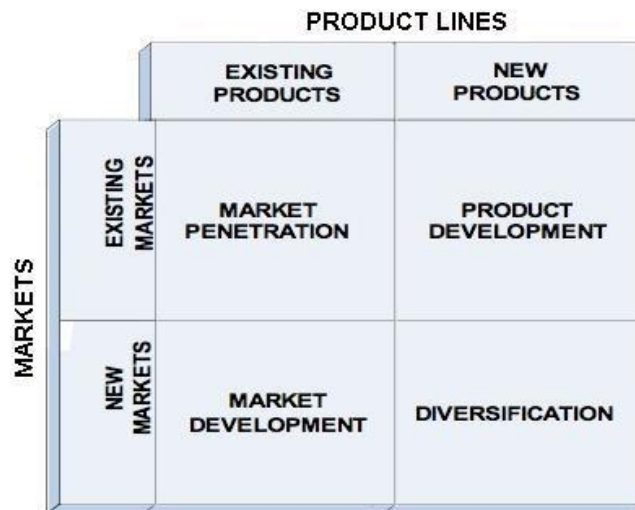 PRODUCT LINES
EXISTING
PRODUCTS
NEW
PRODUCTS
MARKETS
EXISTING
MARKETS
MARKET
PENETRATION
PRODUCT
DEVELOPMENT
NEW
MARKETS
MARKET
DEVELOPMENT
DIVERSIFICATION